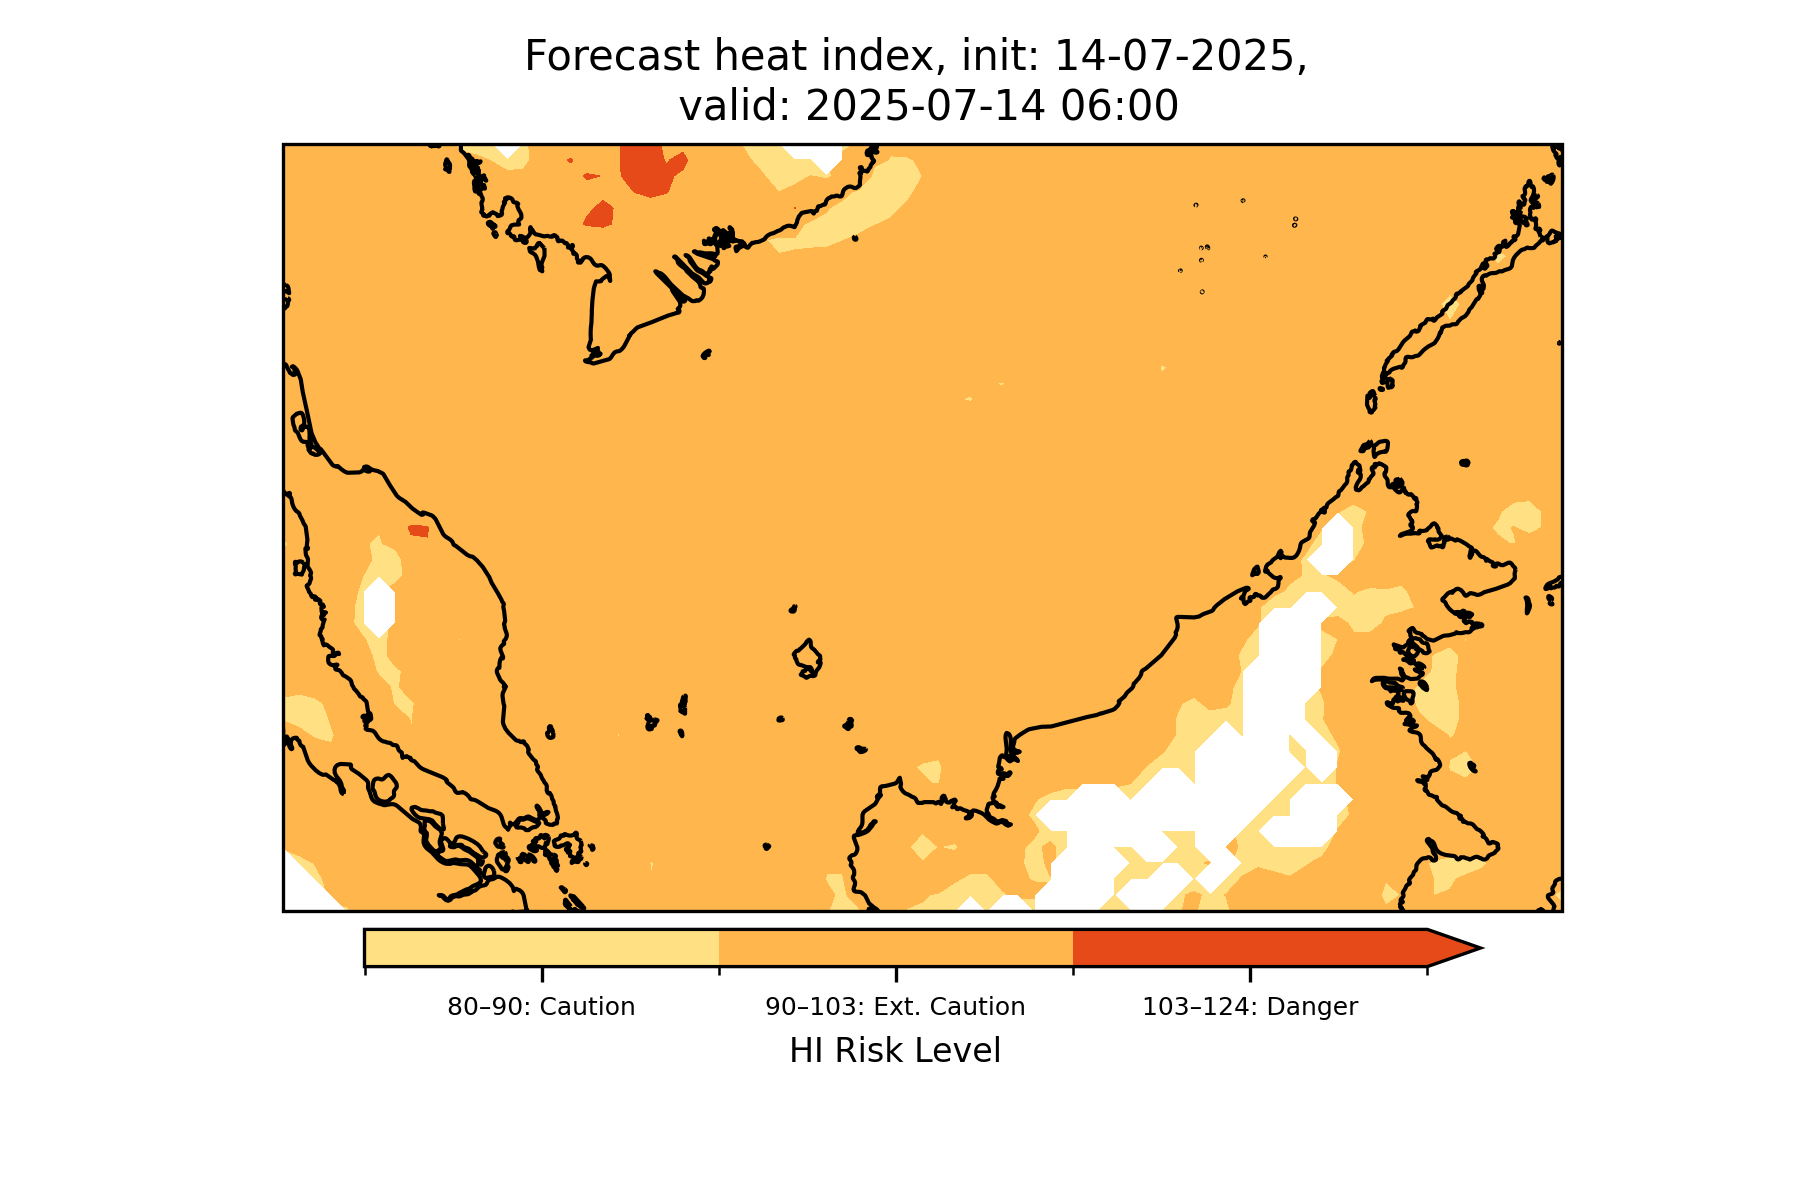 Forecast heat index, init: 14-07-2025,
valid: 2025-07-14 06:00
80–90: Caution
90–103: Ext. Caution
103–124: Danger
HI Risk Level